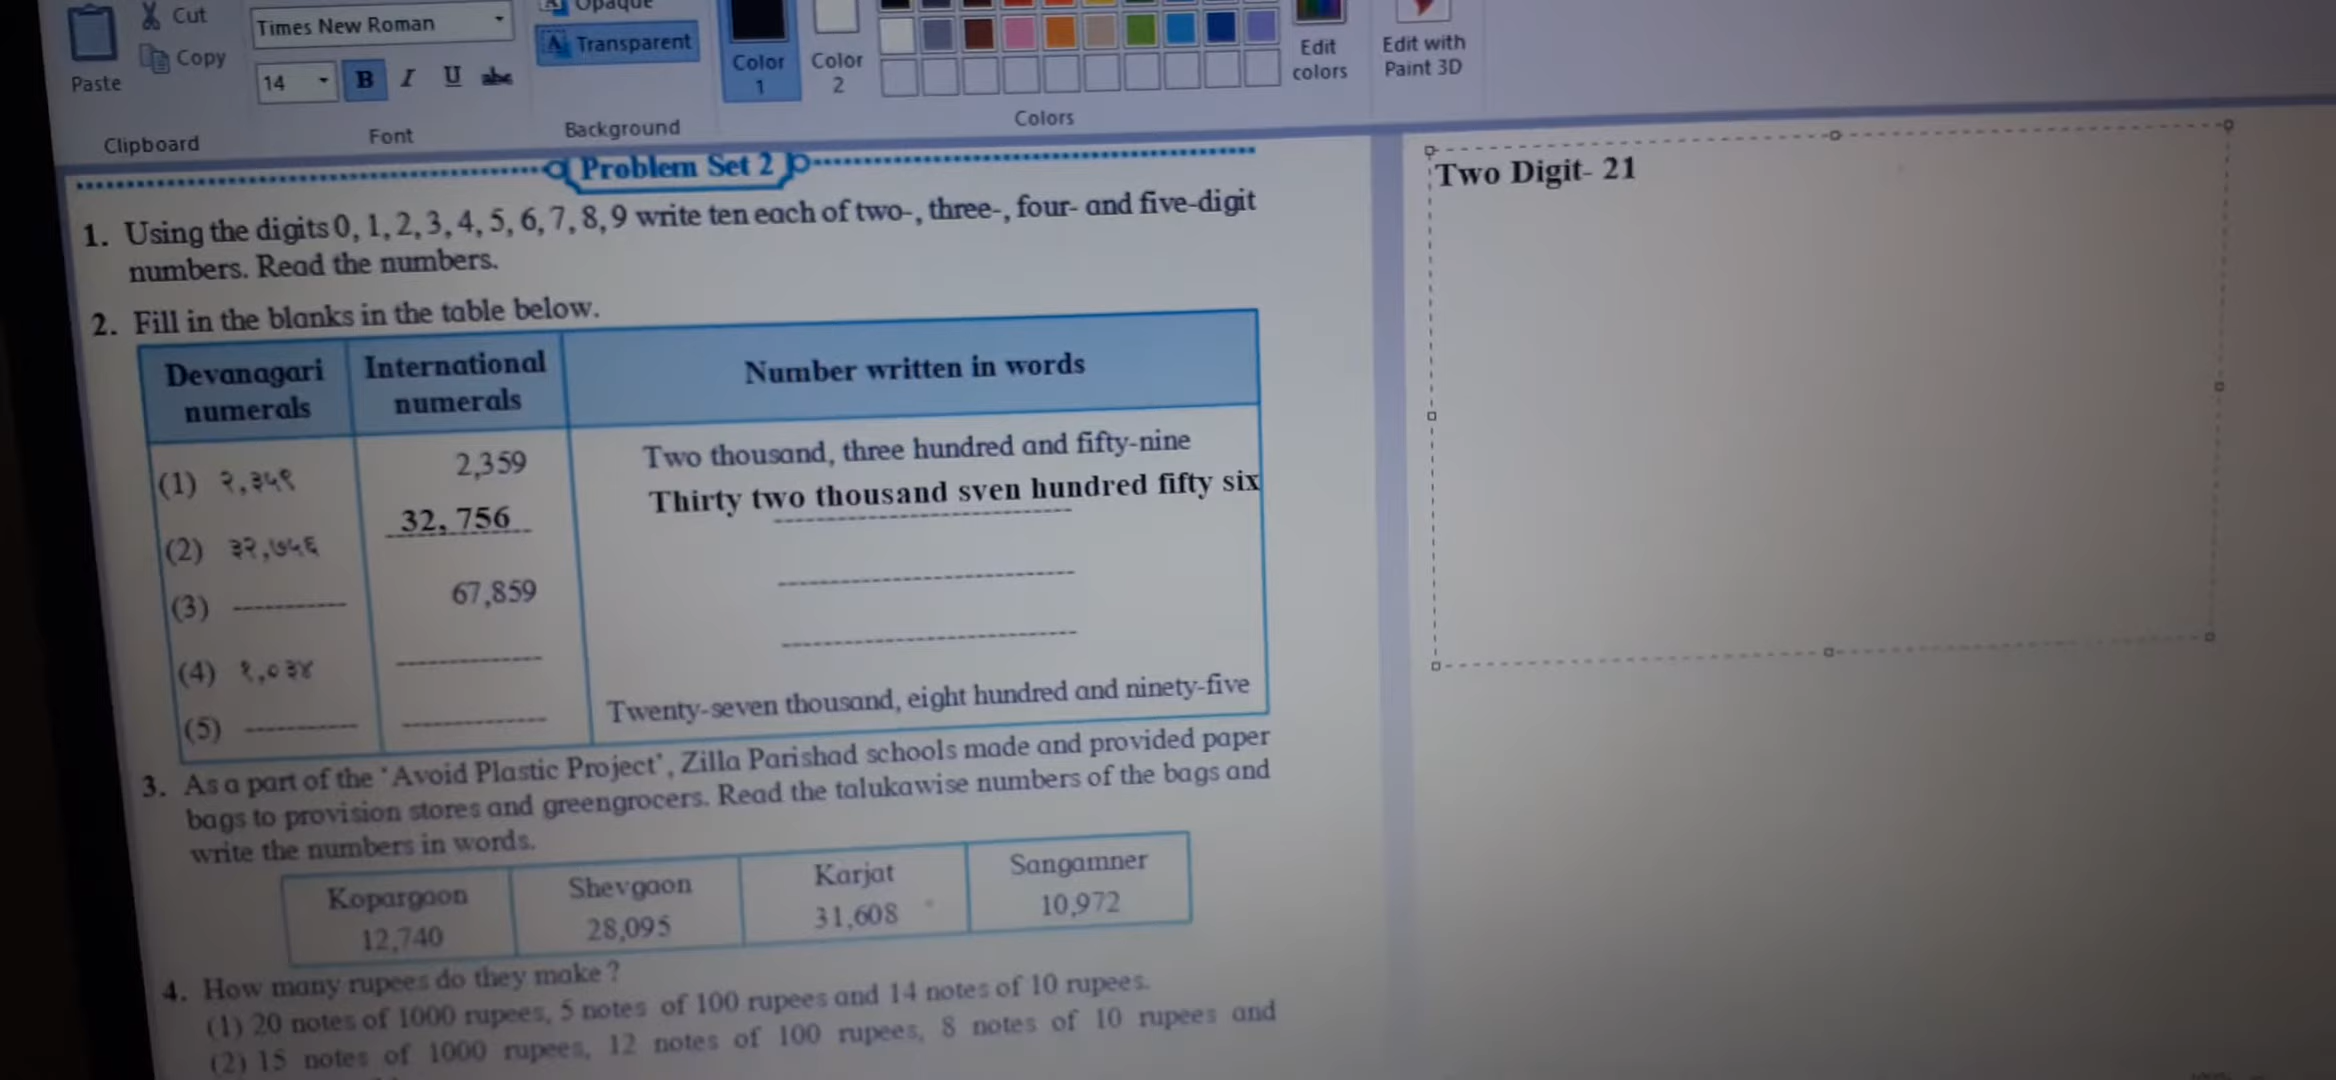 Cut
Copy
Paste
Clipboard
Times New Roman
14
B I U abc
Font
Opaque
Transparent
Background
Color 1
Color 2
Colors
Edit colors
Edit with Paint 3D
Problem Set 2
1. Using the digits 0, 1, 2, 3, 4, 5, 6, 7, 8, 9 write ten each of two-, three-, four- and five-digit
numbers. Read the numbers.
2. Fill in the blanks in the table below.
Devanagari numerals
International numerals
Number written in words
(1) २,३५९ 2,359 Two thousand, three hundred and fifty-nine
(2) ३२,७५६ 32, 756 Thirty two thousand sven hundred fifty six
(3) 67,859
(4) १,०३४
(5) Twenty-seven thousand, eight hundred and ninety-five
3. As a part of the 'Avoid Plastic Project', Zilla Parishad schools made and provided paper
bags to provision stores and greengrocers. Read the talukawise numbers of the bags and
write the numbers in words.
Kopargaon Shevgaon Karjat Sangamner
12,740 28,095 31,608 10,972
4. How many rupees do they make ?
(1) 20 notes of 1000 rupees, 5 notes of 100 rupees and 14 notes of 10 rupees.
(2) 15 notes of 1000 rupees, 12 notes of 100 rupees, 8 notes of 10 rupees and
Two Digit- 21